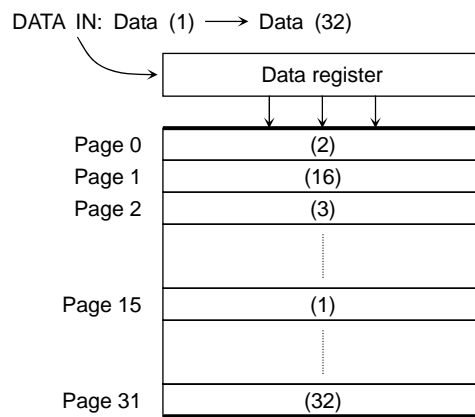 DATA IN: Data (1) ⟶ Data (32)
Data register
Page 0 (2)
Page 1 (16)
Page 2 (3)
Page 15 (1)
Page 31 (32)